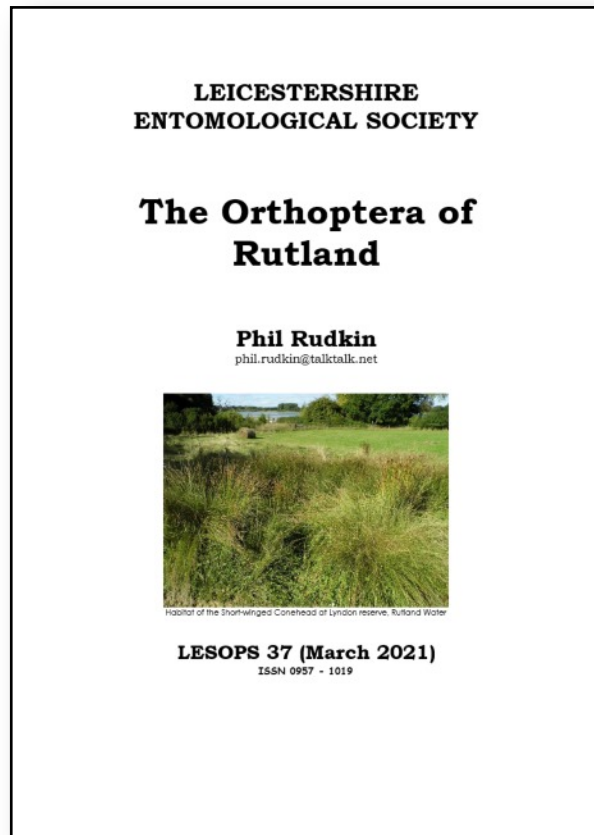 LEICESTERSHIRE
ENTOMOLOGICAL SOCIETY
The Orthoptera of
Rutland
Phil Rudkin
phil.rudkin@talktalk.net
Habitat of the Short-winged Conehead at Lyndon reserve, Rutland Water
LESOPS 37 (March 2021)
ISSN 0957 - 1019